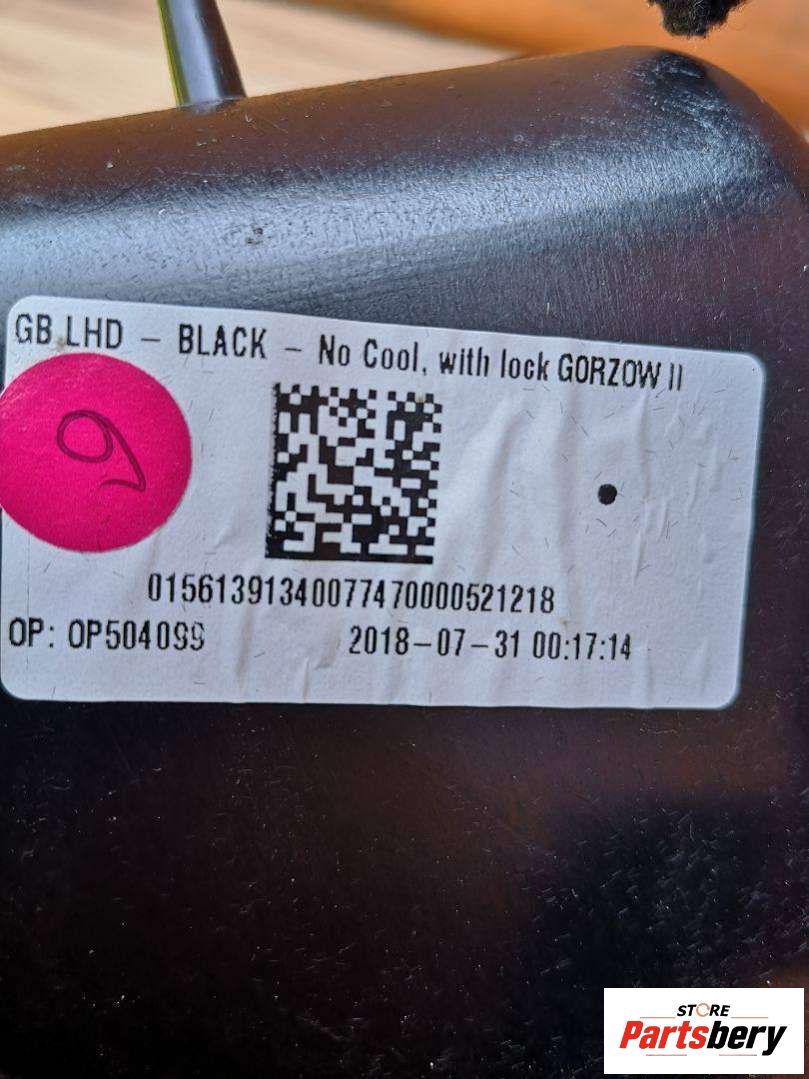 GB LHD - BLACK - No Cool, with lock GORZOW II
9
01561391340077470000521218
OP: OP504099 2018-07-31 00:17:14
STORE
Partsbery